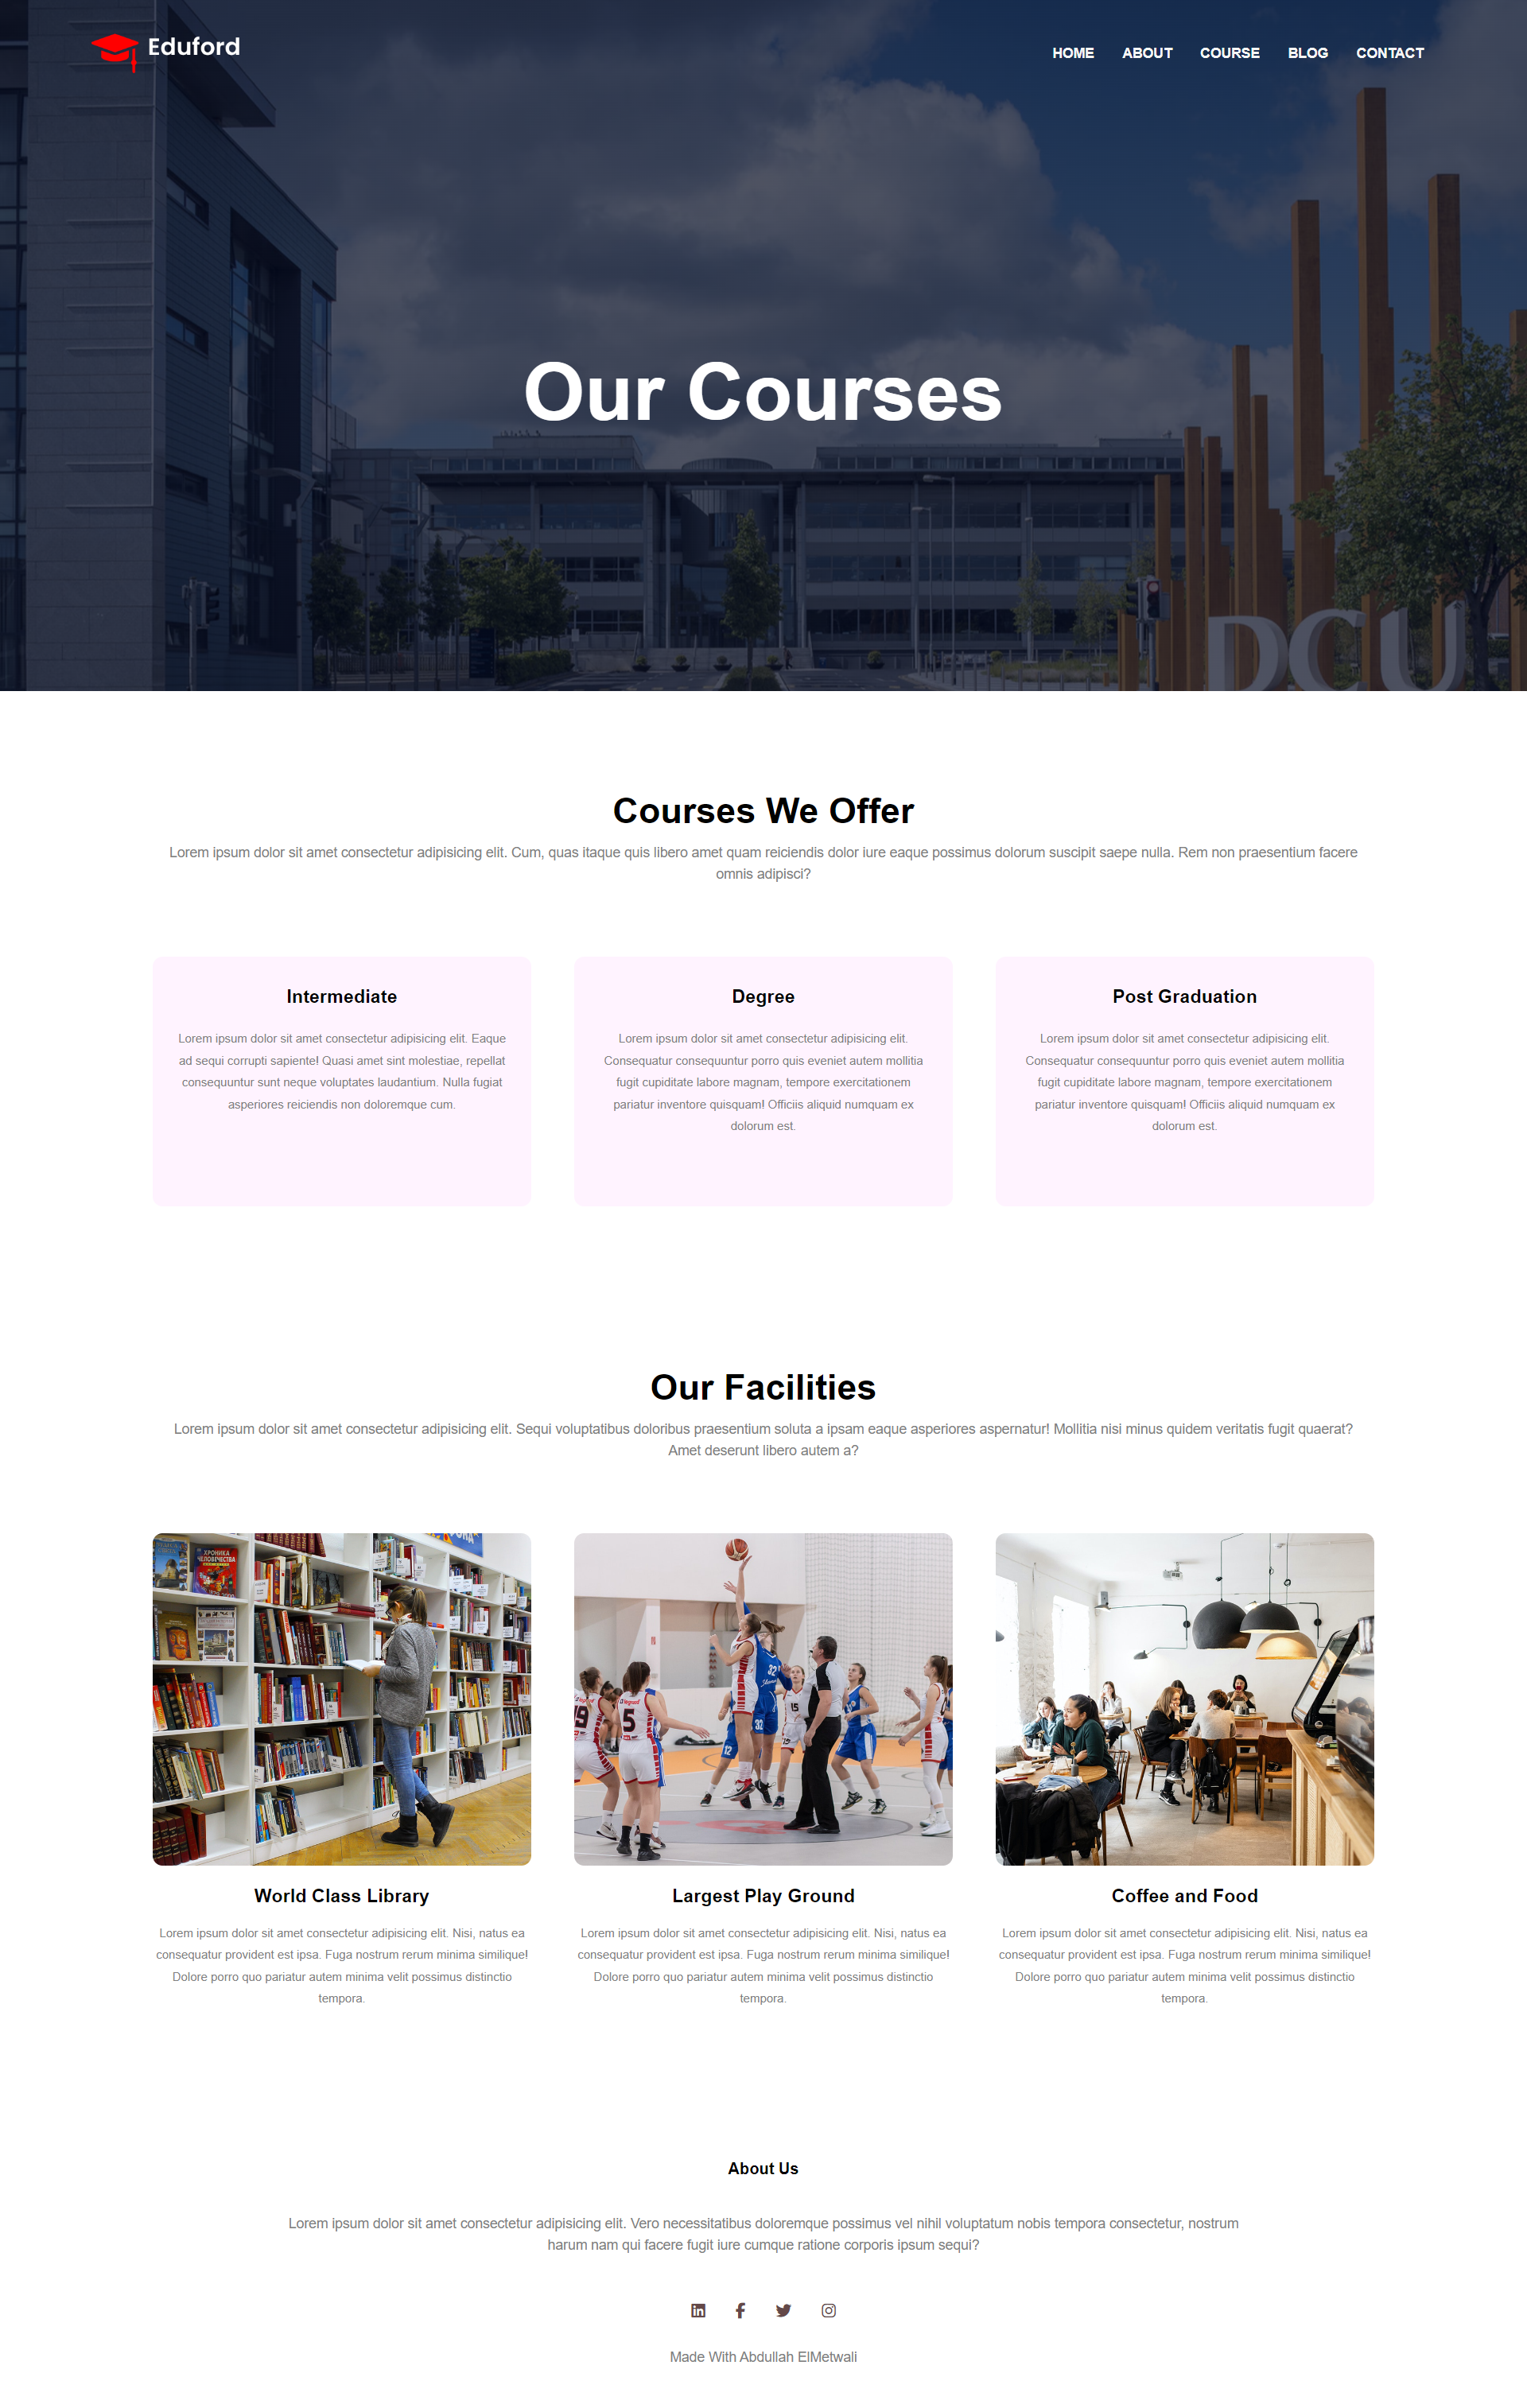 Eduford
HOME ABOUT COURSE BLOG CONTACT
Our Courses
DCU
Courses We Offer
Lorem ipsum dolor sit amet consectetur adipisicing elit. Cum, quas itaque quis libero amet quam reiciendis dolor iure eaque possimus dolorum suscipit saepe nulla. Rem non praesentium facere
omnis adipisci?
Intermediate
Lorem ipsum dolor sit amet consectetur adipisicing elit. Eaque
ad sequi corrupti sapiente! Quasi amet sint molestiae, repellat
consequuntur sunt neque voluptates laudantium. Nulla fugiat
asperiores reiciendis non doloremque cum.
Degree
Lorem ipsum dolor sit amet consectetur adipisicing elit.
Consequatur consequuntur porro quis eveniet autem mollitia
fugit cupiditate labore magnam, tempore exercitationem
pariatur inventore quisquam! Officiis aliquid numquam ex
dolorum est.
Post Graduation
Lorem ipsum dolor sit amet consectetur adipisicing elit.
Consequatur consequuntur porro quis eveniet autem mollitia
fugit cupiditate labore magnam, tempore exercitationem
pariatur inventore quisquam! Officiis aliquid numquam ex
dolorum est.
Our Facilities
Lorem ipsum dolor sit amet consectetur adipisicing elit. Sequi voluptatibus doloribus praesentium soluta a ipsam eaque asperiores aspernatur! Mollitia nisi minus quidem veritatis fugit quaerat?
Amet deserunt libero autem a?
ХРОНИКА
ЧЕЛОВЕЧЕСТВА
19
5
32
32
15
12
World Class Library
Lorem ipsum dolor sit amet consectetur adipisicing elit. Nisi, natus ea
consequatur provident est ipsa. Fuga nostrum rerum minima similique!
Dolore porro quo pariatur autem minima velit possimus distinctio
tempora.
Largest Play Ground
Lorem ipsum dolor sit amet consectetur adipisicing elit. Nisi, natus ea
consequatur provident est ipsa. Fuga nostrum rerum minima similique!
Dolore porro quo pariatur autem minima velit possimus distinctio
tempora.
Coffee and Food
Lorem ipsum dolor sit amet consectetur adipisicing elit. Nisi, natus ea
consequatur provident est ipsa. Fuga nostrum rerum minima similique!
Dolore porro quo pariatur autem minima velit possimus distinctio
tempora.
About Us
Lorem ipsum dolor sit amet consectetur adipisicing elit. Vero necessitatibus doloremque possimus vel nihil voluptatum nobis tempora consectetur, nostrum
harum nam qui facere fugit iure cumque ratione corporis ipsum sequi?
Made With Abdullah ElMetwali